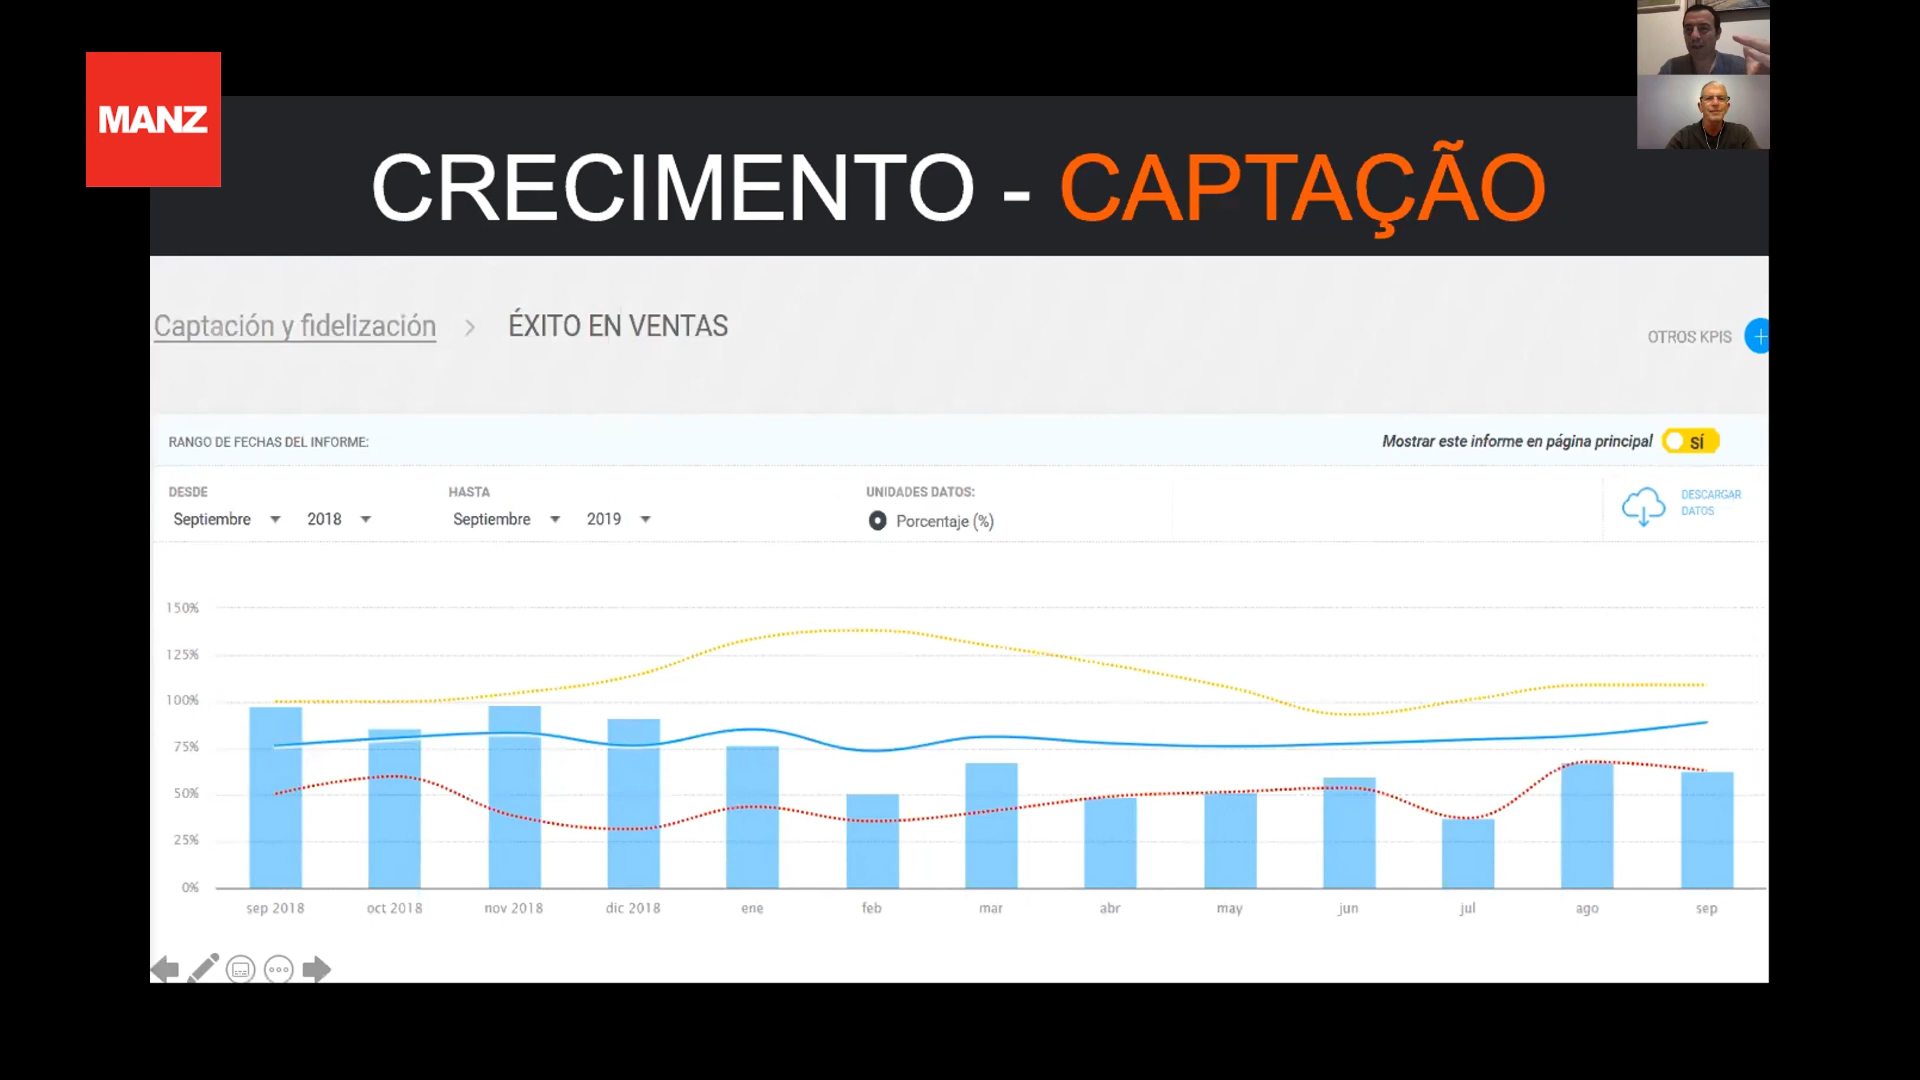 MANZ
CRECIMENTO - CAPTAÇÃO
Captación y fidelización > ÉXITO EN VENTAS
OTROS KPIS +
RANGO DE FECHAS DEL INFORME:
Mostrar este informe en página principal SÍ
DESDE
HASTA
UNIDADES DATOS:
Septiembre 2018
Septiembre 2019
Porcentaje (%)
DESCARGAR
DATOS
150%
125%
100%
75%
50%
25%
0%
sep 2018 oct 2018 nov 2018 dic 2018 ene feb mar abr may jun jul ago sep